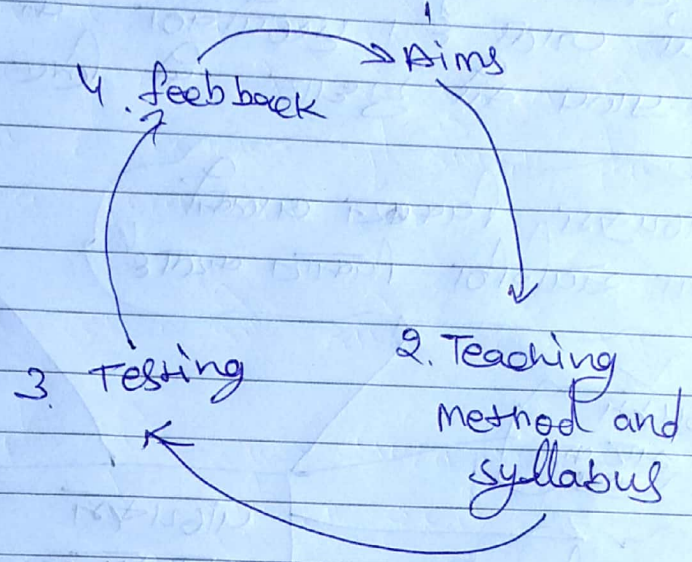 1
Aims
2. Teaching
method and
syllabus
3. Testing
4. feebback